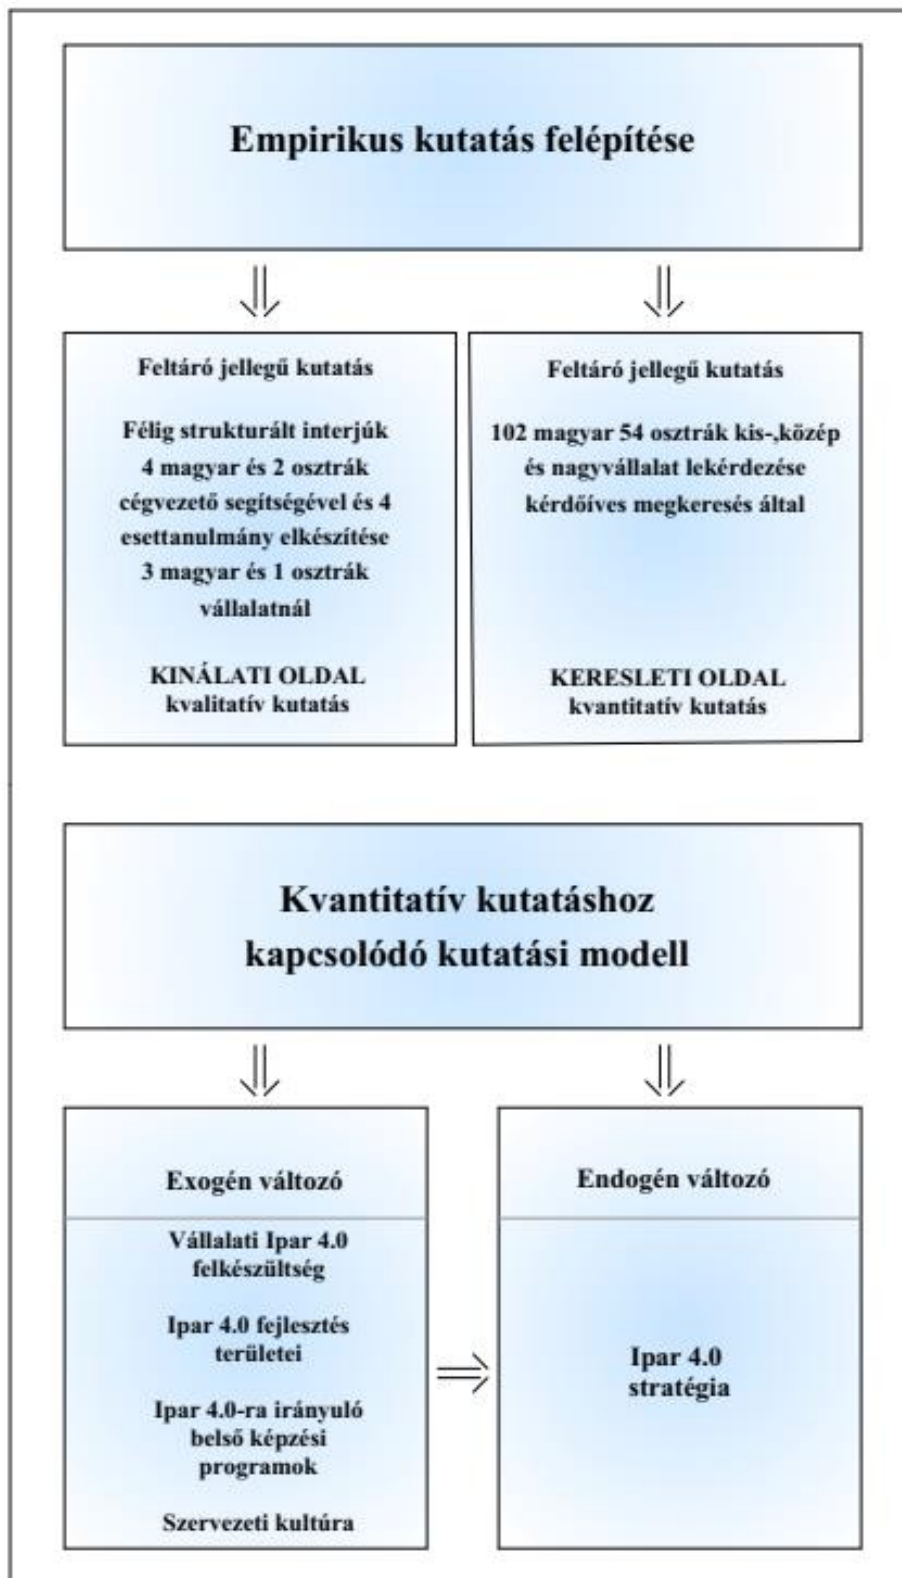 Empirikus kutatás felépítése
Feltáró jellegű kutatás
Félig strukturált interjúk
4 magyar és 2 osztrák
cégvezető segítségével és 4
esettanulmány elkészítése
3 magyar és 1 osztrák
vállalatnál
KINÁLATI OLDAL
kvalitatív kutatás
Feltáró jellegű kutatás
102 magyar 54 osztrák kis-,közép
és nagyvállalat lekérdezése
kérdőíves megkeresés által
KERESLETI OLDAL
kvantitatív kutatás
Kvantitatív kutatáshoz
kapcsolódó kutatási modell
Exogén változó
Vállalati Ipar 4.0
felkészültség
Ipar 4.0 fejlesztés
területei
Ipar 4.0-ra irányuló
belső képzési
programok
Szervezeti kultúra
Endogén változó
Ipar 4.0
stratégia